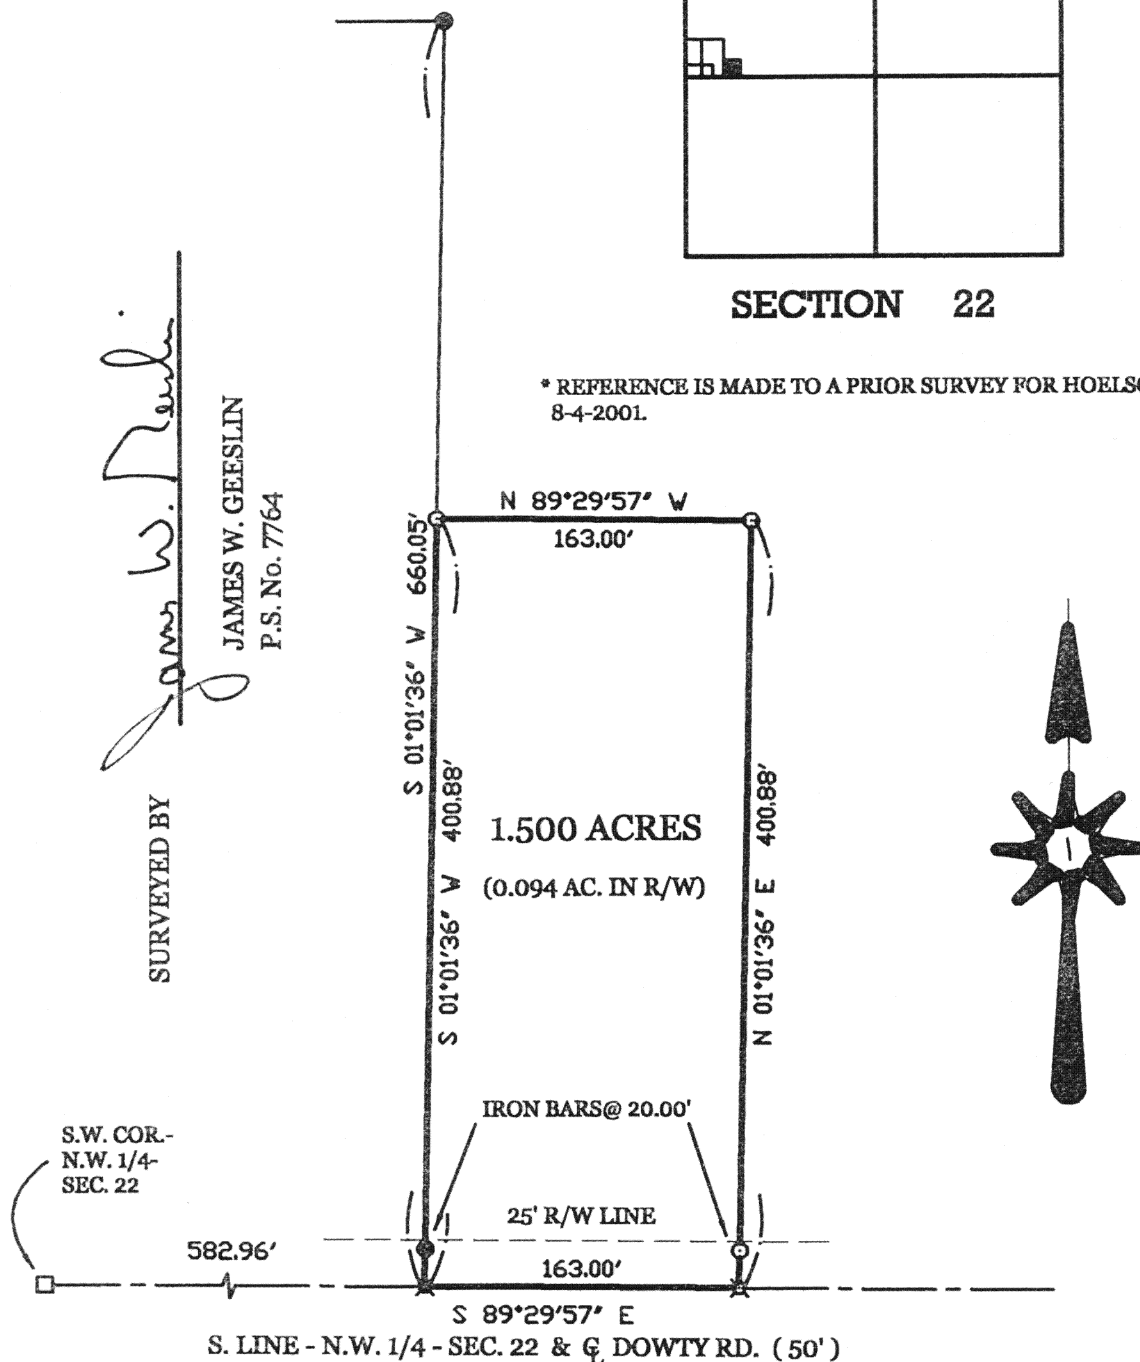 SECTION 22
* REFERENCE IS MADE TO A PRIOR SURVEY FOR
8-4-2001.
JAMES W. GEESLIN
P.S. No. 7764
SURVEYED BY
N 89°29'57" W
163.00'
S 01°01'36" W 660.05'
S 01°01'36" W 400.88'
N 01°01'36" E 400.88'
1.500 ACRES
(0.094 AC. IN R/W)
IRON BARS@ 20.00'
S.W. COR.-
N.W. 1/4-
SEC. 22
25' R/W LINE
582.96'
163.00'
S 89°29'57" E
S. LINE - N.W. 1/4 - SEC. 22 & ℄ DOWTY RD. ( 50' )